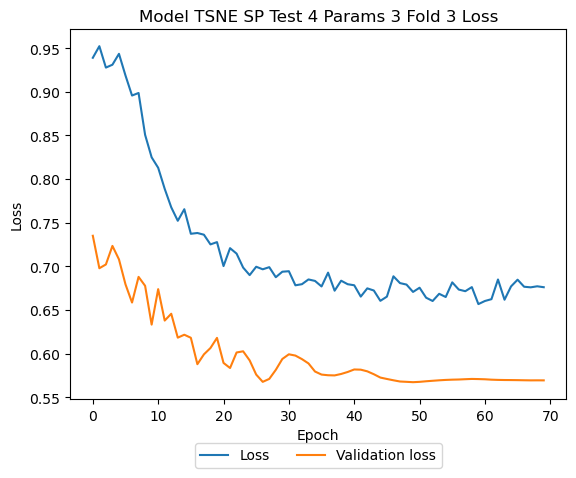 Model TSNE SP Test 4 Params 3 Fold 3 Loss
0.95
0.90
0.85
0.80
0.75
0.70
0.65
0.60
0.55
Loss
0 10 20 30 40 50 60 70
Epoch
Loss Validation loss